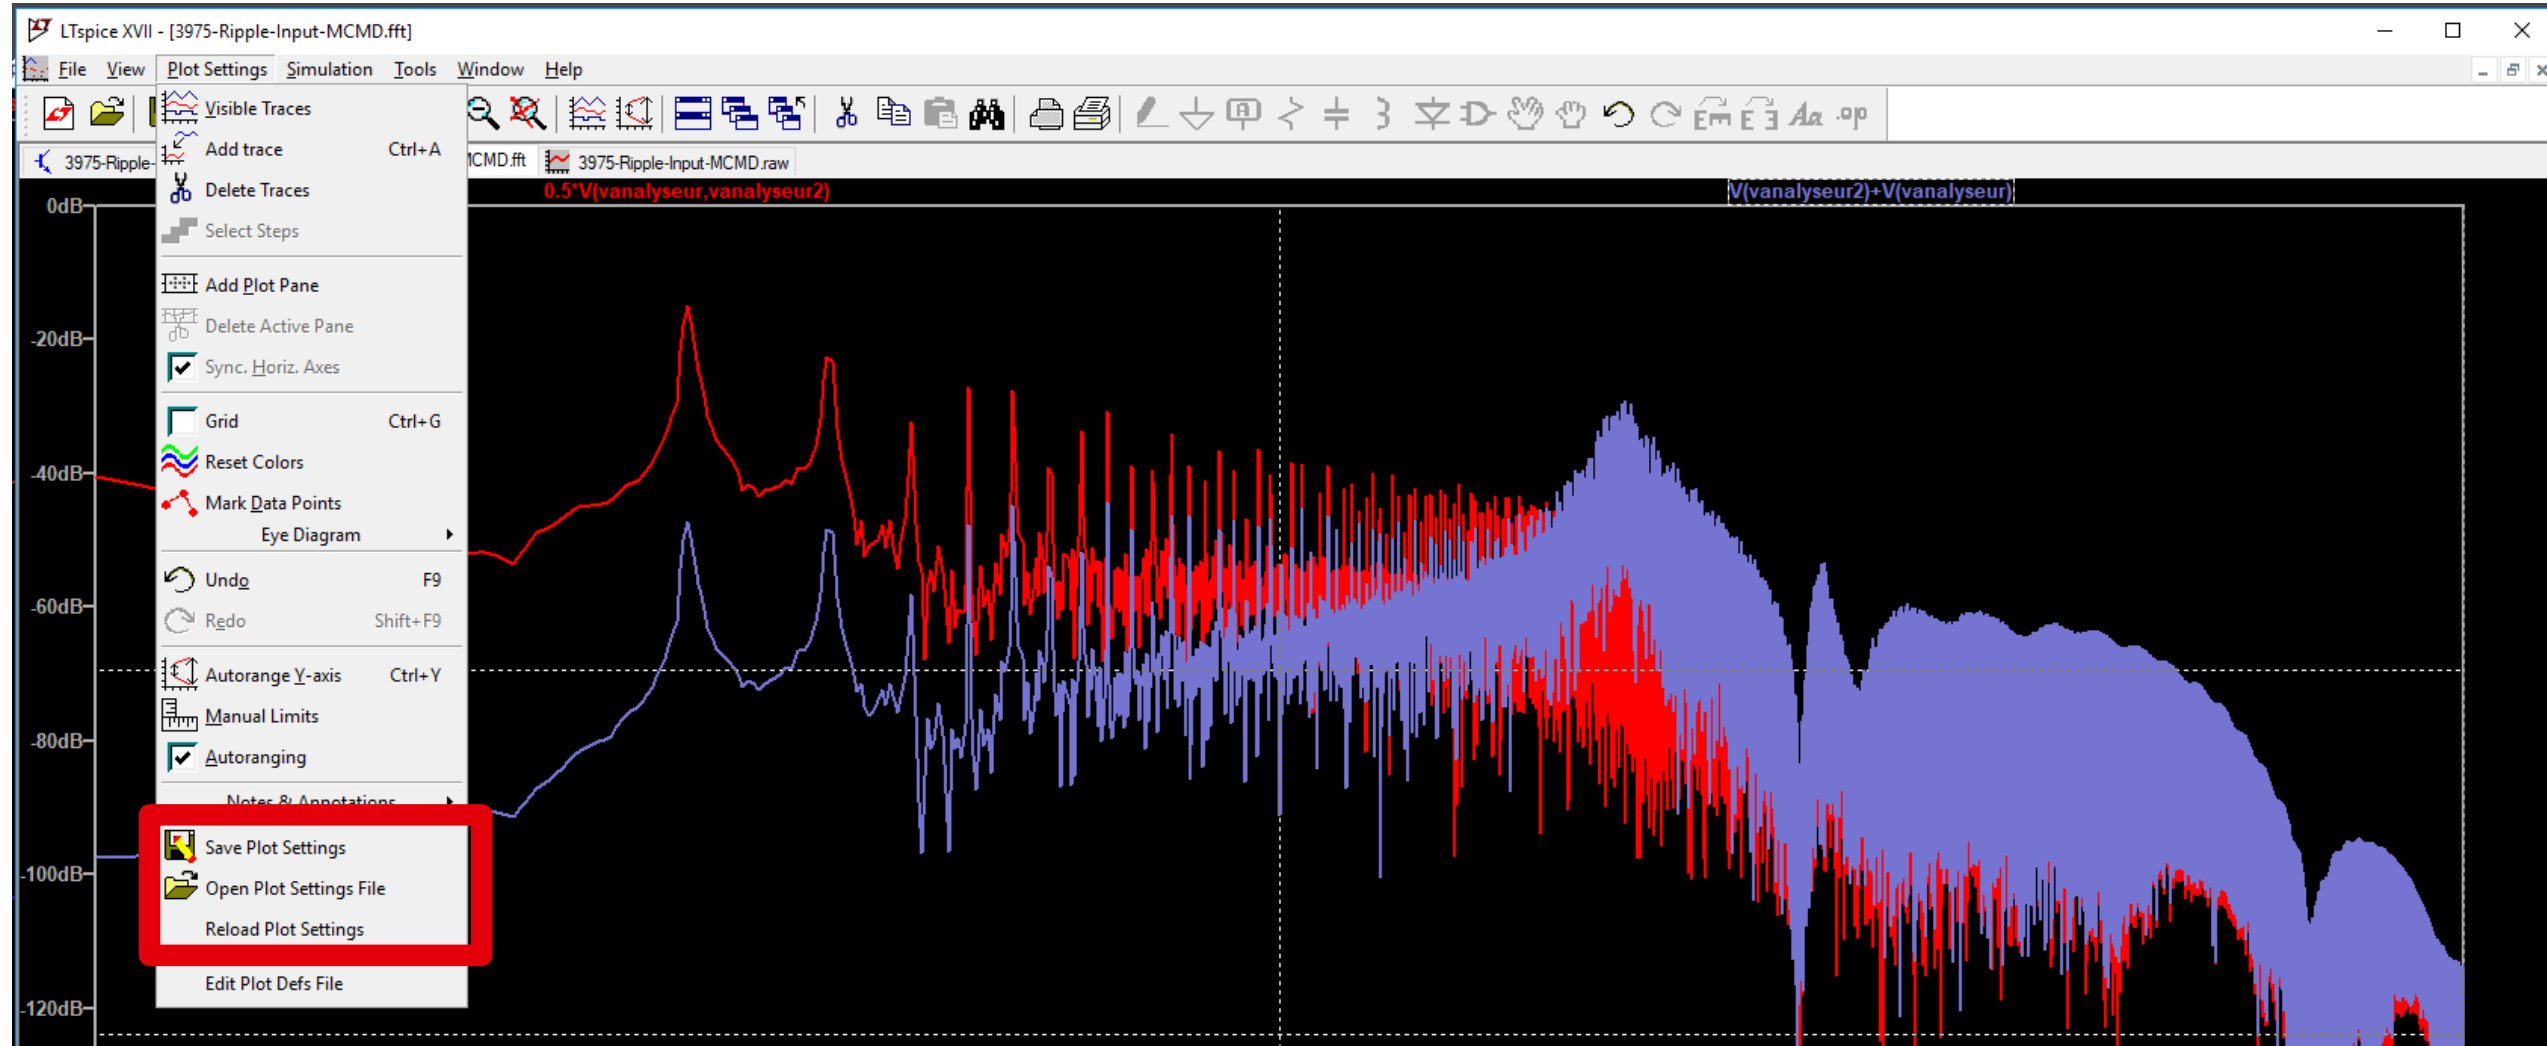 LTspice XVII - [3975-Ripple-Input-MCMD.fft]
File View Plot Settings Simulation Tools Window Help
Aa .op
3975-Ripple-
CMD.fft
3975-Ripple-Input-MCMD.raw
0.5*V(vanalyseur,vanalyseur2)
V(vanalyseur2)+V(vanalyseur)
Visible Traces
Add trace Ctrl+A
Delete Traces
Select Steps
Add Plot Pane
Delete Active Pane
Sync. Horiz. Axes
Grid Ctrl+G
Reset Colors
Mark Data Points
Eye Diagram
Undo F9
Redo Shift+F9
Autorange Y-axis Ctrl+Y
Manual Limits
Autoranging
Notes & Annotations
Save Plot Settings
Open Plot Settings File
Reload Plot Settings
Edit Plot Defs File
0dB
-20dB
-40dB
-60dB
-80dB
-100dB
-120dB